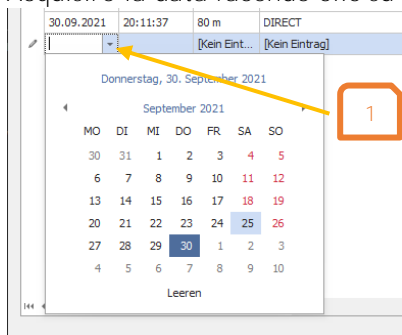 30.09.2021 20:11:37 80 m DIRECT
[Kein Eint... [Kein Eintrag]
Donnerstag, 30. September 2021
September 2021
MO DI MI DO FR SA SO
30 31 1 2 3 4 5
6 7 8 9 10 11 12
13 14 15 16 17 18 19
20 21 22 23 24 25 26
27 28 29 30 1 2 3
4 5 6 7 8 9 10
Leeren
1